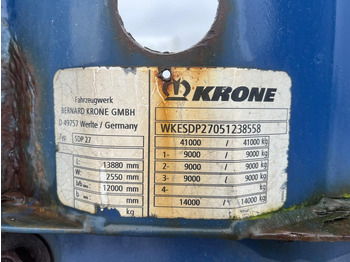 KRONE
Fahrzeugwerk
BERNARD KRONE GMBH
D-49757 Werlte / Germany
Typ SDP 27
L: 13880 mm
W: 2550 mm
12000 mm
mm
kg
WKESDP27051238558
41000 / 41000 kg
1- 9000 / 9000 kg
2- 9000 / 9000 kg
3- 9000 / 9000 kg
4- / kg
14000 / 14000 kg